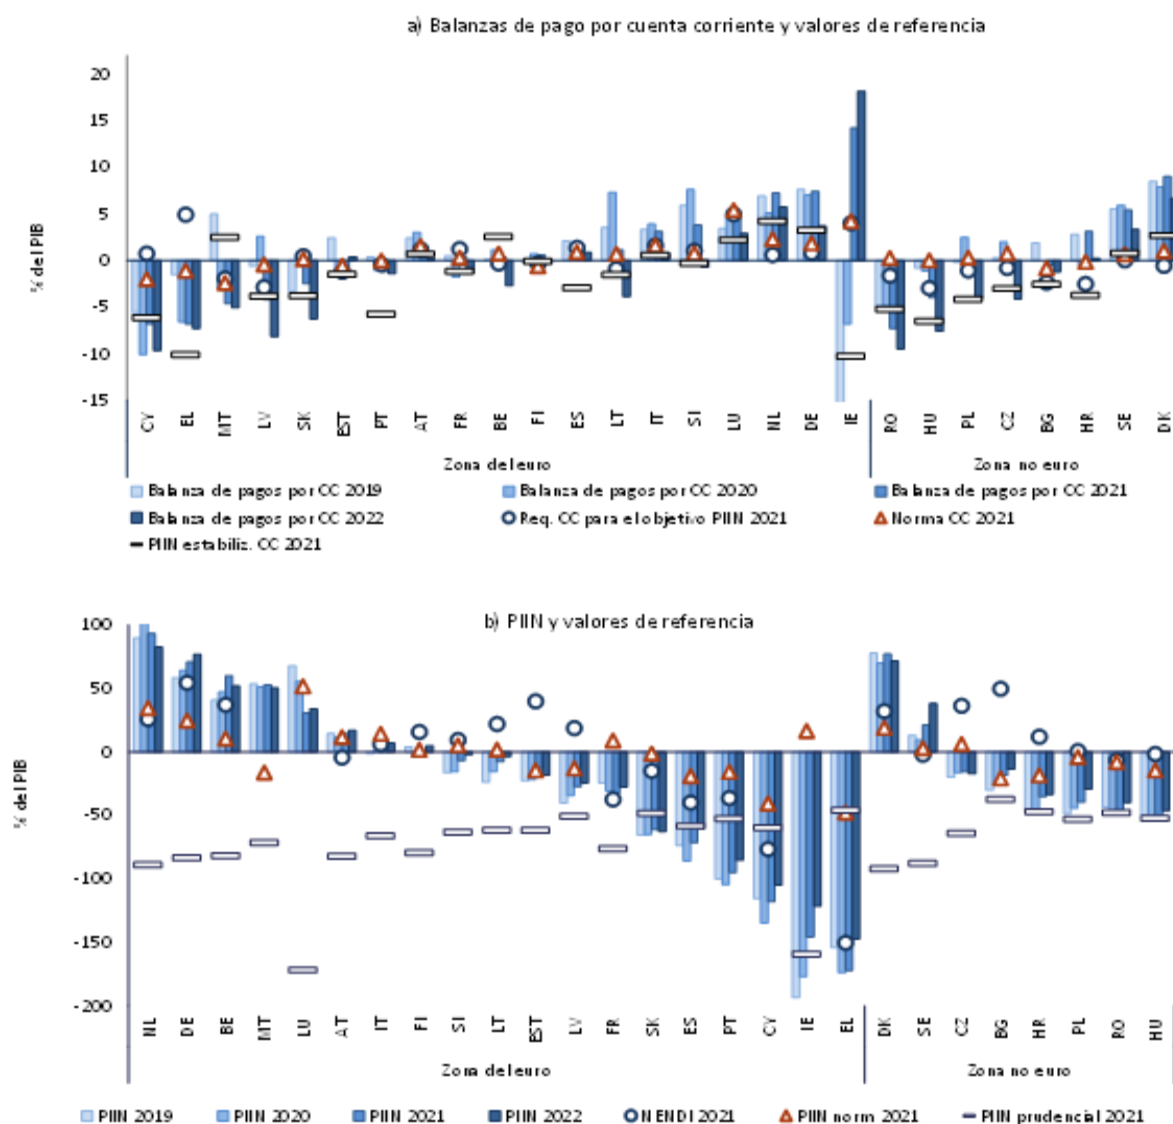 a) Balanzas de pago por cuenta corriente y valores de referencia
% del PIB
20
15
10
5
0
-5
-10
-15
CY EL MT LV SK EST PT AT FR BE FI ES LT IT SI LU NL DE IE RO HU PL CZ BG HR SE DK
Zona del euro Zona no euro
Balanza de pagos por CC 2019 Balanza de pagos por CC 2020 Balanza de pagos por CC 2021
Balanza de pagos por CC 2022 Req. CC para el objetivo PIIN 2021 Norma CC 2021
PIIN estabiliz. CC 2021
b) PIIN y valores de referencia
% del PIB
100
50
0
-50
-100
-150
-200
NL DE BE MT LU AT IT FI SI LT EST LV FR SK ES PT CY IE EL DK SE CZ BG HR PL RO HU
Zona del euro Zona no euro
PIIN 2019 PIIN 2020 PIIN 2021 PIIN 2022 NENDI 2021 PIIN norm 2021 PIIN prudencial 2021